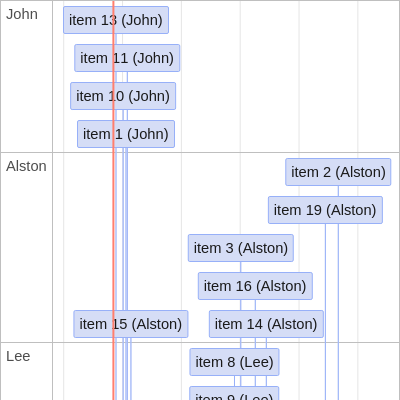 John
item 13 (John)
item 11 (John)
item 10 (John)
item 1 (John)
Alston
item 2 (Alston)
item 19 (Alston)
item 3 (Alston)
item 16 (Alston)
item 15 (Alston)
item 14 (Alston)
Lee
item 8 (Lee)
item 9 (Lee)